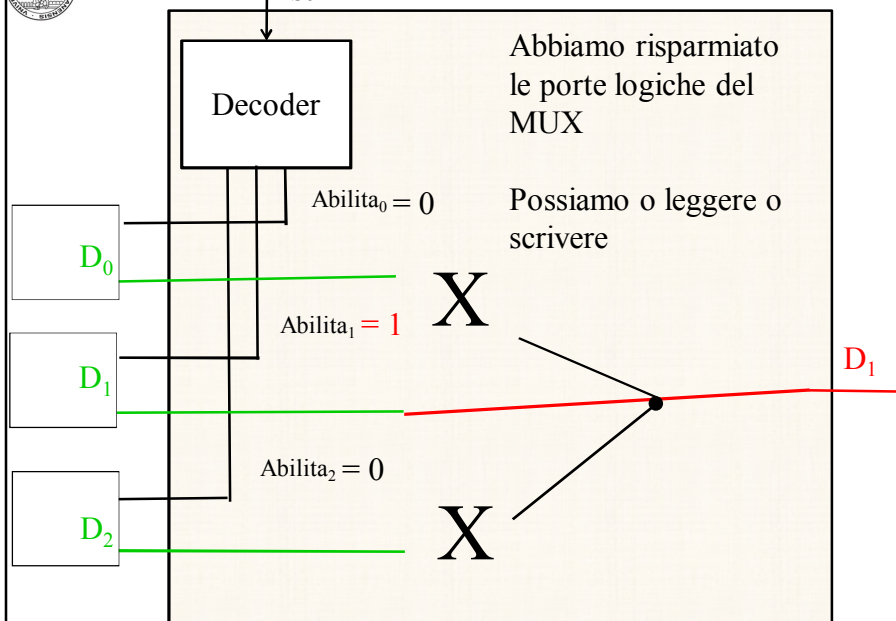 Decoder
Abbiamo risparmiato
le porte logiche del
MUX
Possiamo o leggere o
scrivere
Abilita₀ = 0
D₀
X
Abilita₁ = 1
D₁
D₁
Abilita₂ = 0
D₂
X